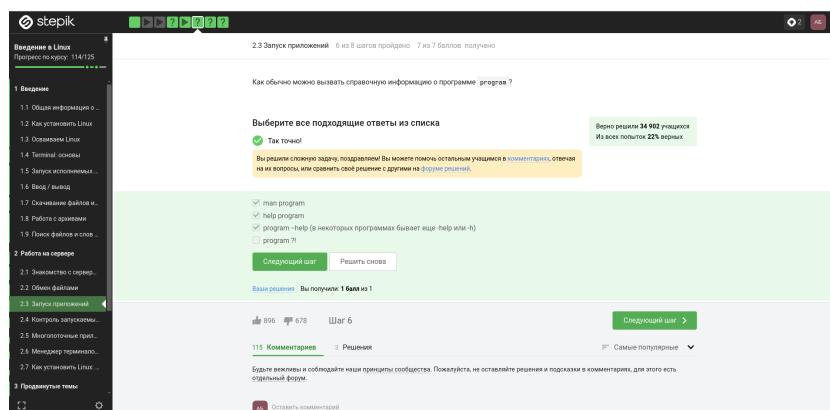 stepik
2
АБ
Введение в Linux
Прогресс по курсу: 114/125
2.3 Запуск приложений 6 из 8 шагов пройдено 7 из 7 баллов получено
1 Введение
1.1 Общая информация о ...
1.2 Как установить Linux
1.3 Осваиваем Linux
1.4 Terminal: основы
1.5 Запуск исполняемых ...
1.6 Ввод / вывод
1.7 Скачивание файлов и...
1.8 Работа с архивами
1.9 Поиск файлов и слов ...
2 Работа на сервере
2.1 Знакомство с сервер...
2.2 Обмен файлами
2.3 Запуск приложений
2.4 Контроль запускаемы...
2.5 Многопоточные прил...
2.6 Менеджер терминало...
2.7 Как установить Linux: ...
3 Продвинутые темы
Как обычно можно вызвать справочную информацию о программе program ?
Выберите все подходящие ответы из списка
Верно решили 34 902 учащихся
Из всех попыток 22% верных
Так точно!
Вы решили сложную задачу, поздравляем! Вы можете помочь остальным учащимся в комментариях, отвечая
на их вопросы, или сравнить своё решение с другими на форуме решений.
man program
help program
program --help (в некоторых программах бывает еще -help или -h)
program ?!
Следующий шаг
Решить снова
Ваши решения Вы получили: 1 балл из 1
896 678 Шаг 6
Следующий шаг
115 Комментариев 3 Решения
Самые популярные
Будьте вежливы и соблюдайте наши принципы сообщества. Пожалуйста, не оставляйте решения и подсказки в комментариях, для этого есть
отдельный форум.
АБ Оставить комментарий